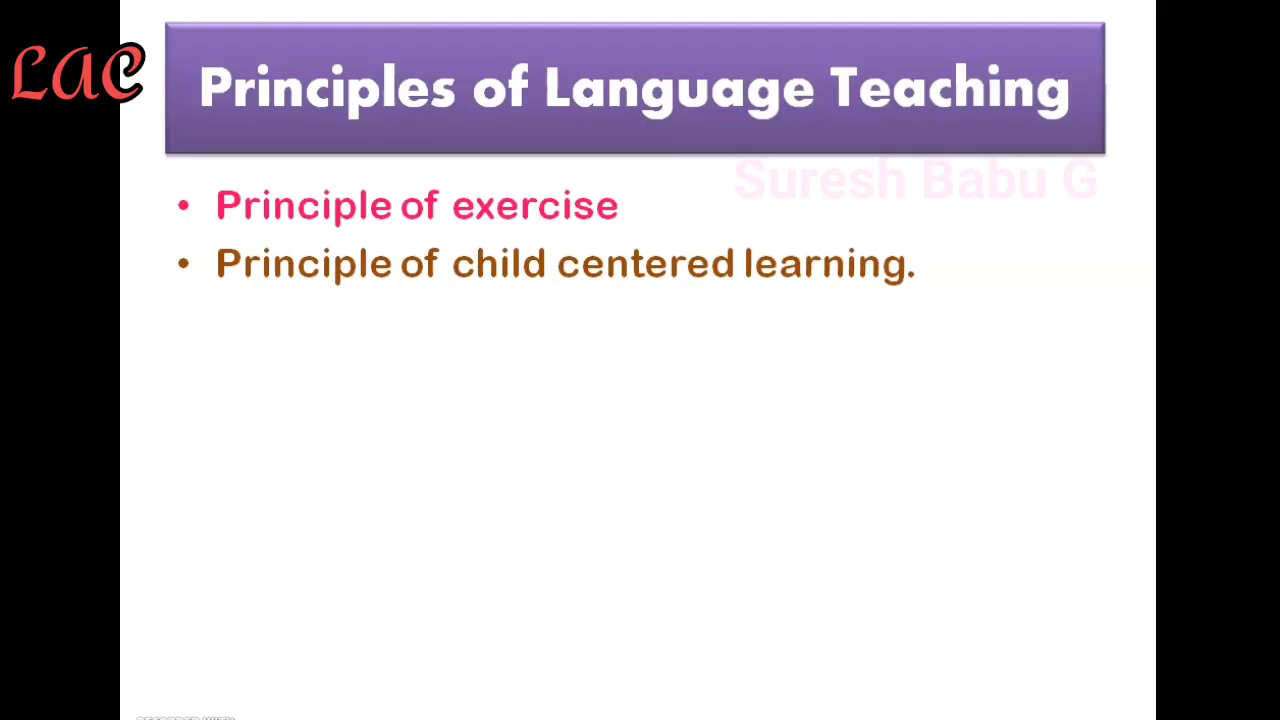 LAC
Principles of Language Teaching
Suresh Babu G
• Principle of exercise
• Principle of child centered learning.